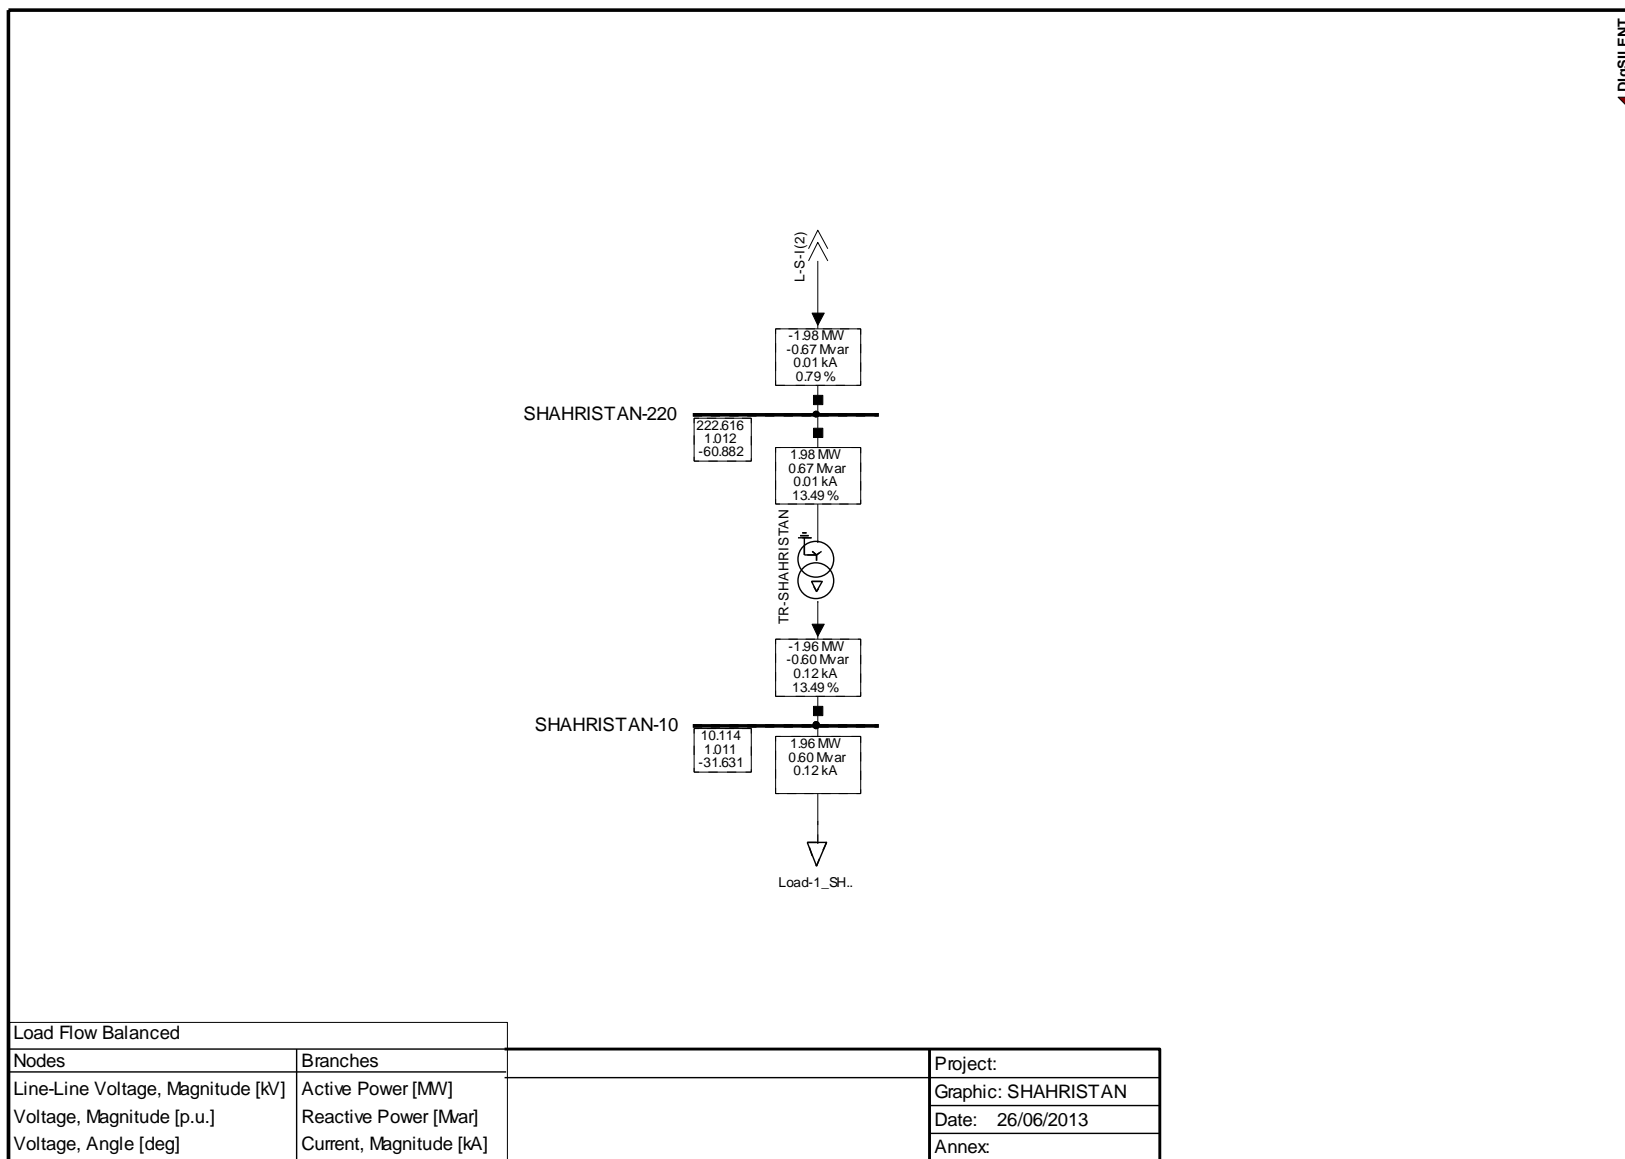 DIgSILENT
L-S-I(2)
-1.98 MW
-0.67 Mvar
0.01 kA
0.79 %
SHAHRISTAN-220
222.616
1.012
-60.882
1.98 MW
0.67 Mvar
0.01 kA
13.49 %
TR-SHAHRISTAN
-1.96 MW
-0.60 Mvar
0.12 kA
13.49 %
SHAHRISTAN-10
10.114
1.011
-31.631
1.96 MW
0.60 Mvar
0.12 kA
Load-1_SH..
Load Flow Balanced
Nodes
Branches
Line-Line Voltage, Magnitude [kV]
Active Power [MW]
Voltage, Magnitude [p.u.]
Reactive Power [Mvar]
Voltage, Angle [deg]
Current, Magnitude [kA]
Project:
Graphic: SHAHRISTAN
Date: 26/06/2013
Annex: